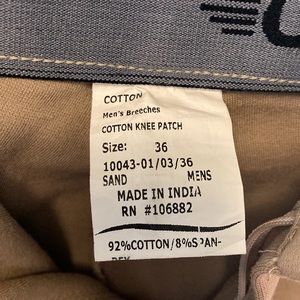 COTTON
Men's Breeches
COTTON KNEE PATCH
Size: 36
10043-01/03/36
SAND MENS
MADE IN INDIA
RN #106882
92%COTTON/8%SPAN-
DEX